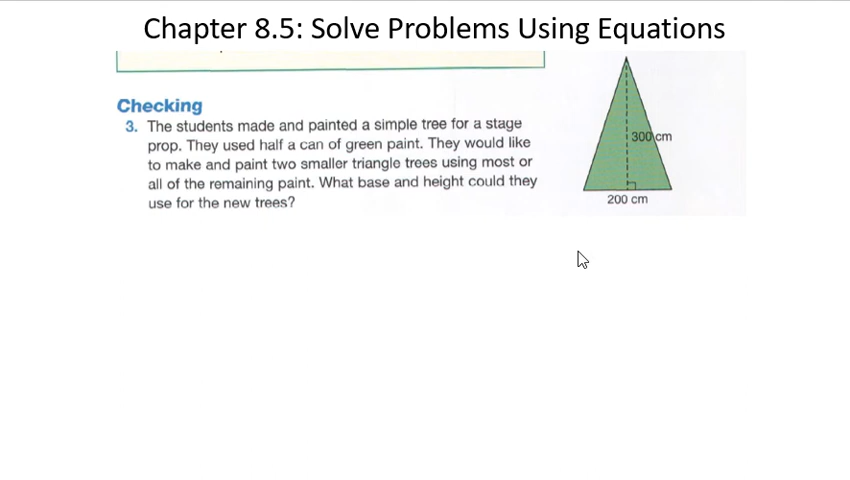 Chapter 8.5: Solve Problems Using Equations
Checking
3. The students made and painted a simple tree for a stage
prop. They used half a can of green paint. They would like
to make and paint two smaller triangle trees using most or
all of the remaining paint. What base and height could they
use for the new trees?
300 cm
200 cm